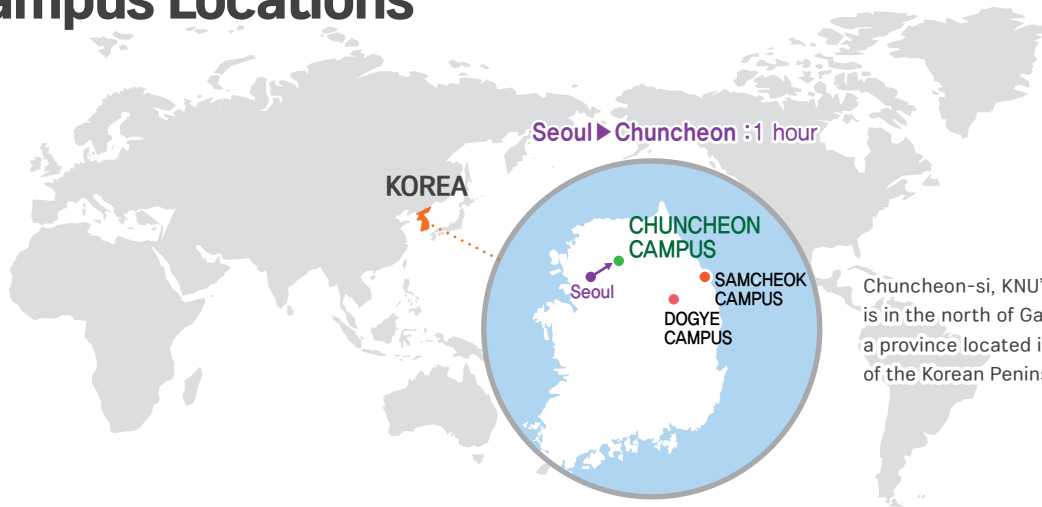 ampus Locations
Seoul▶Chuncheon :1 hour
KOREA
CHUNCHEON
CAMPUS
Seoul
SAMCHEOK
CAMPUS
DOGYE
CAMPUS
Chuncheon-si, KNU'
is in the north of Ga
a province located i
of the Korean Penins